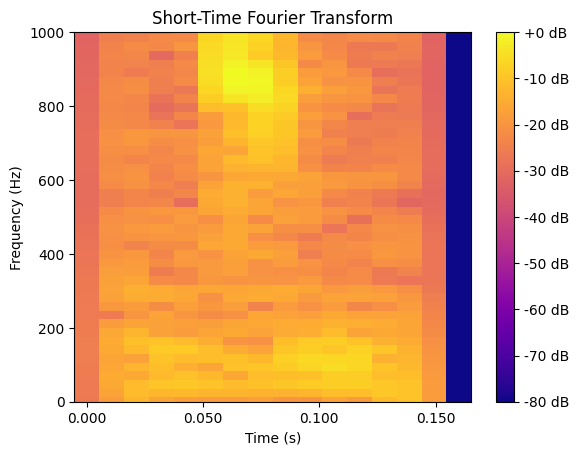 Short-Time Fourier Transform
Frequency (Hz)
1000
800
600
400
200
0
0.000
0.050
0.100
0.150
Time (s)
+0 dB
-10 dB
-20 dB
-30 dB
-40 dB
-50 dB
-60 dB
-70 dB
-80 dB